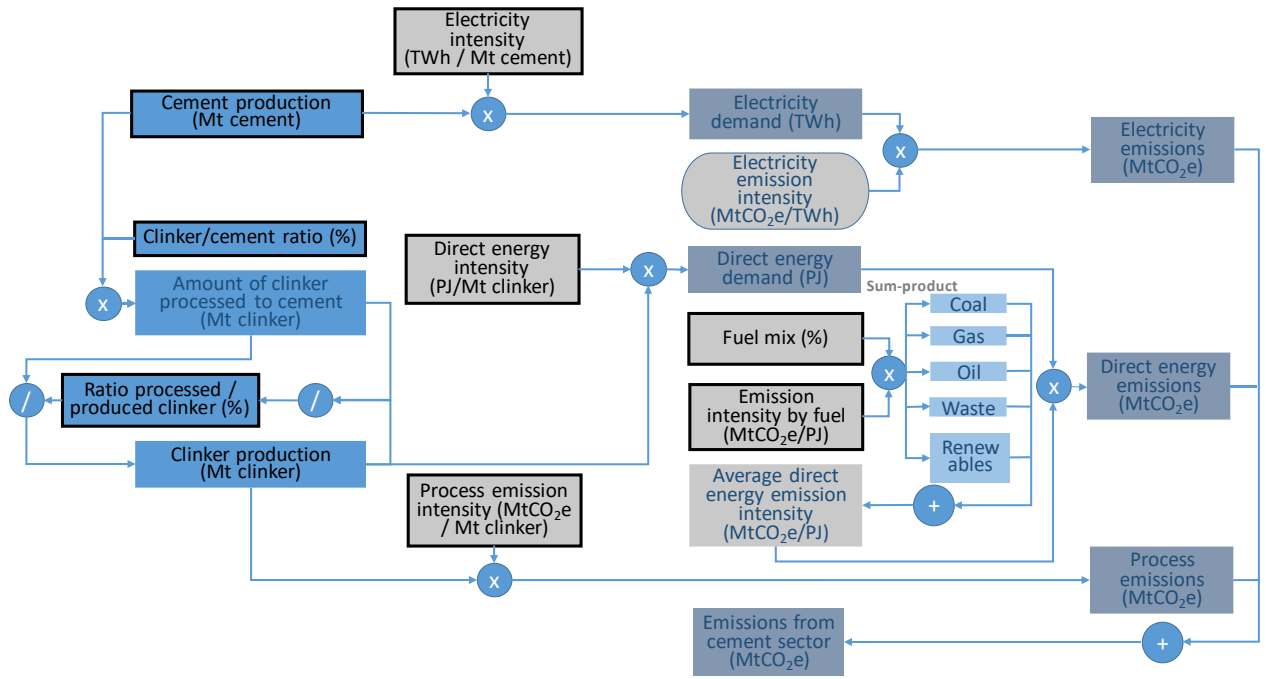 Electricity
intensity
(TWh / Mt cement)
Cement production
(Mt cement)
x
Electricity
demand (TWh)
x
Electricity
emissions
(MtCO₂e)
Electricity
emission
intensity
(MtCO₂e/TWh)
Clinker/cement ratio (%)
Direct energy
intensity
(PJ/Mt clinker)
x
Direct energy
demand (PJ)
x
Amount of clinker
processed to cement
(Mt clinker)
Sum-product
Coal
Gas
Oil
Waste
Renew
ables
Fuel mix (%)
x
Emission
intensity by fuel
(MtCO₂e/PJ)
x
Direct energy
emissions
(MtCO₂e)
/
Ratio processed /
produced clinker (%)
/
Clinker production
(Mt clinker)
Process emission
intensity (MtCO₂e
/ Mt clinker)
Average direct
energy emission
intensity
(MtCO₂e/PJ)
+
x
Process
emissions
(MtCO₂e)
Emissions from
cement sector
(MtCO₂e)
+